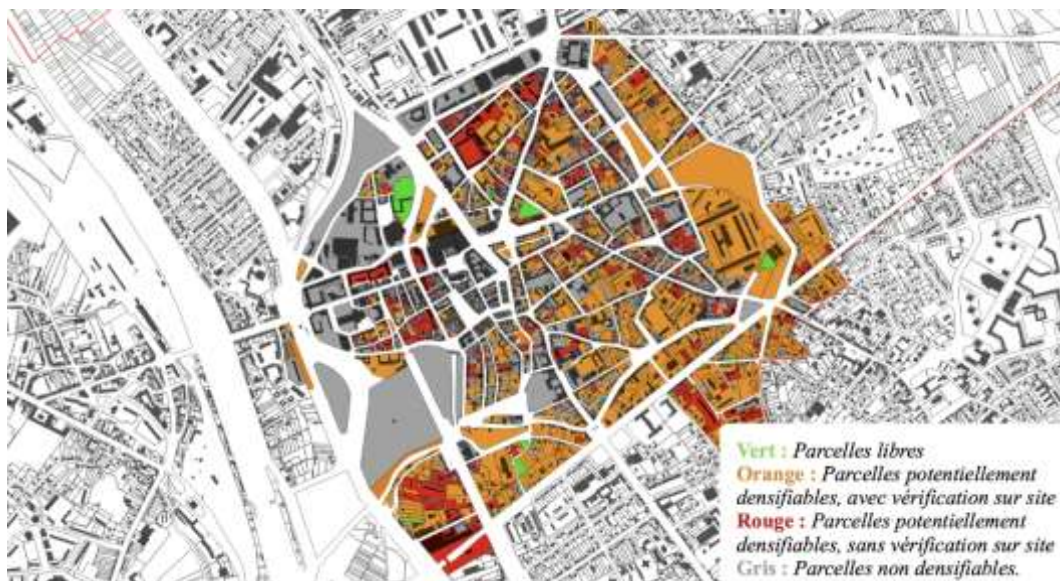 Vert : Parcelles libres
Orange : Parcelles potentiellement
densifiables, avec vérification sur site
Rouge : Parcelles potentiellement
densifiables, sans vérification sur site
Gris : Parcelles non densifiables.